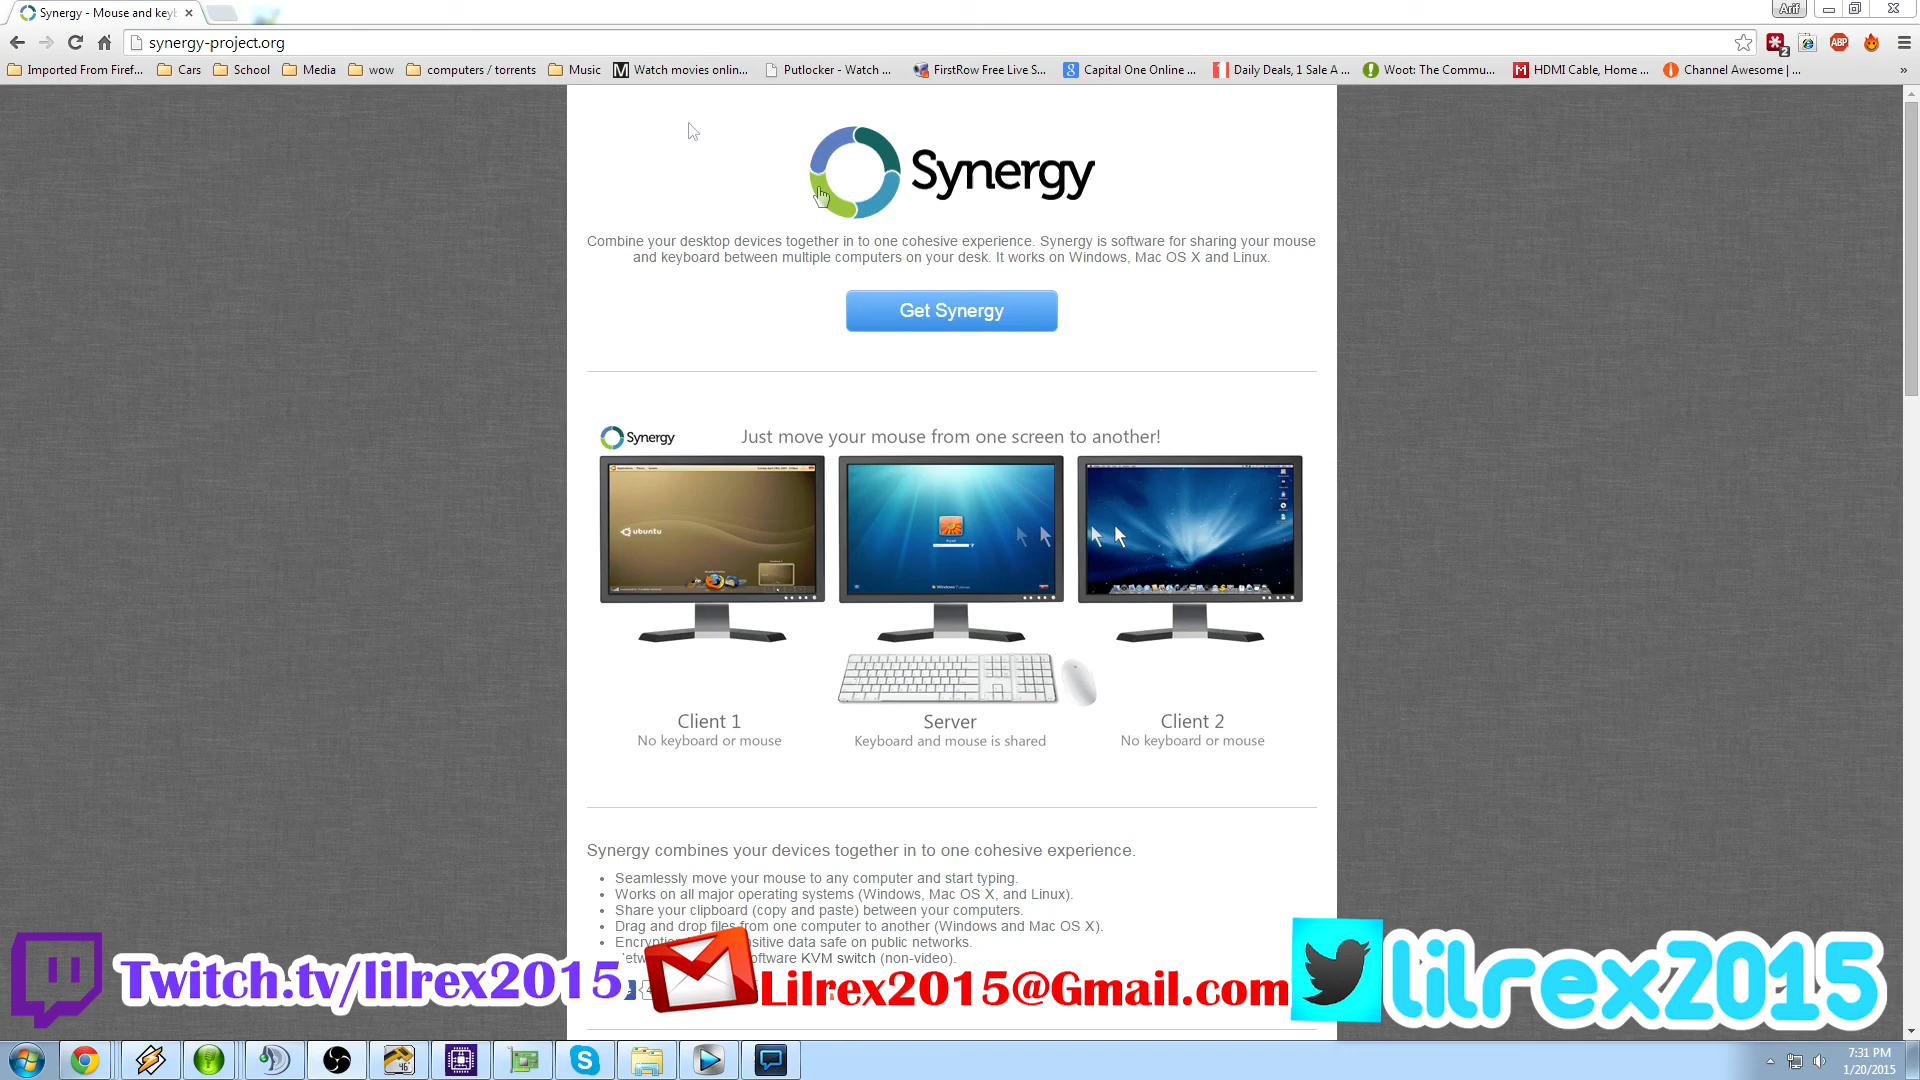 Synergy - Mouse and keyb
Arif
synergy-project.org
2
ABP
Imported From Firef... Cars School Media wow computers / torrents Music Watch movies onlin... Putlocker - Watch ... FirstRow Free Live S... Capital One Online ... Daily Deals, 1 Sale A ... Woot: The Commu... HDMI Cable, Home ... Channel Awesome | ... »
Synergy
Combine your desktop devices together in to one cohesive experience. Synergy is software for sharing your mouse
and keyboard between multiple computers on your desk. It works on Windows, Mac OS X and Linux.
Get Synergy
Synergy Just move your mouse from one screen to another!
ubuntu
Client 1 Server Client 2
No keyboard or mouse Keyboard and mouse is shared No keyboard or mouse
Synergy combines your devices together in to one cohesive experience.
• Seamlessly move your mouse to any computer and start typing.
• Works on all major operating systems (Windows, Mac OS X, and Linux).
• Share your clipboard (copy and paste) between your computers.
• Drag and drop files from one computer to another (Windows and Mac OS X).
• sitive data safe on public networks.
oftware KVM switch (non-video).
Twitch.tv/lilrex2015
Lilrex2015@Gmail.com
lilrex2015
46°
7:31 PM
1/20/2015